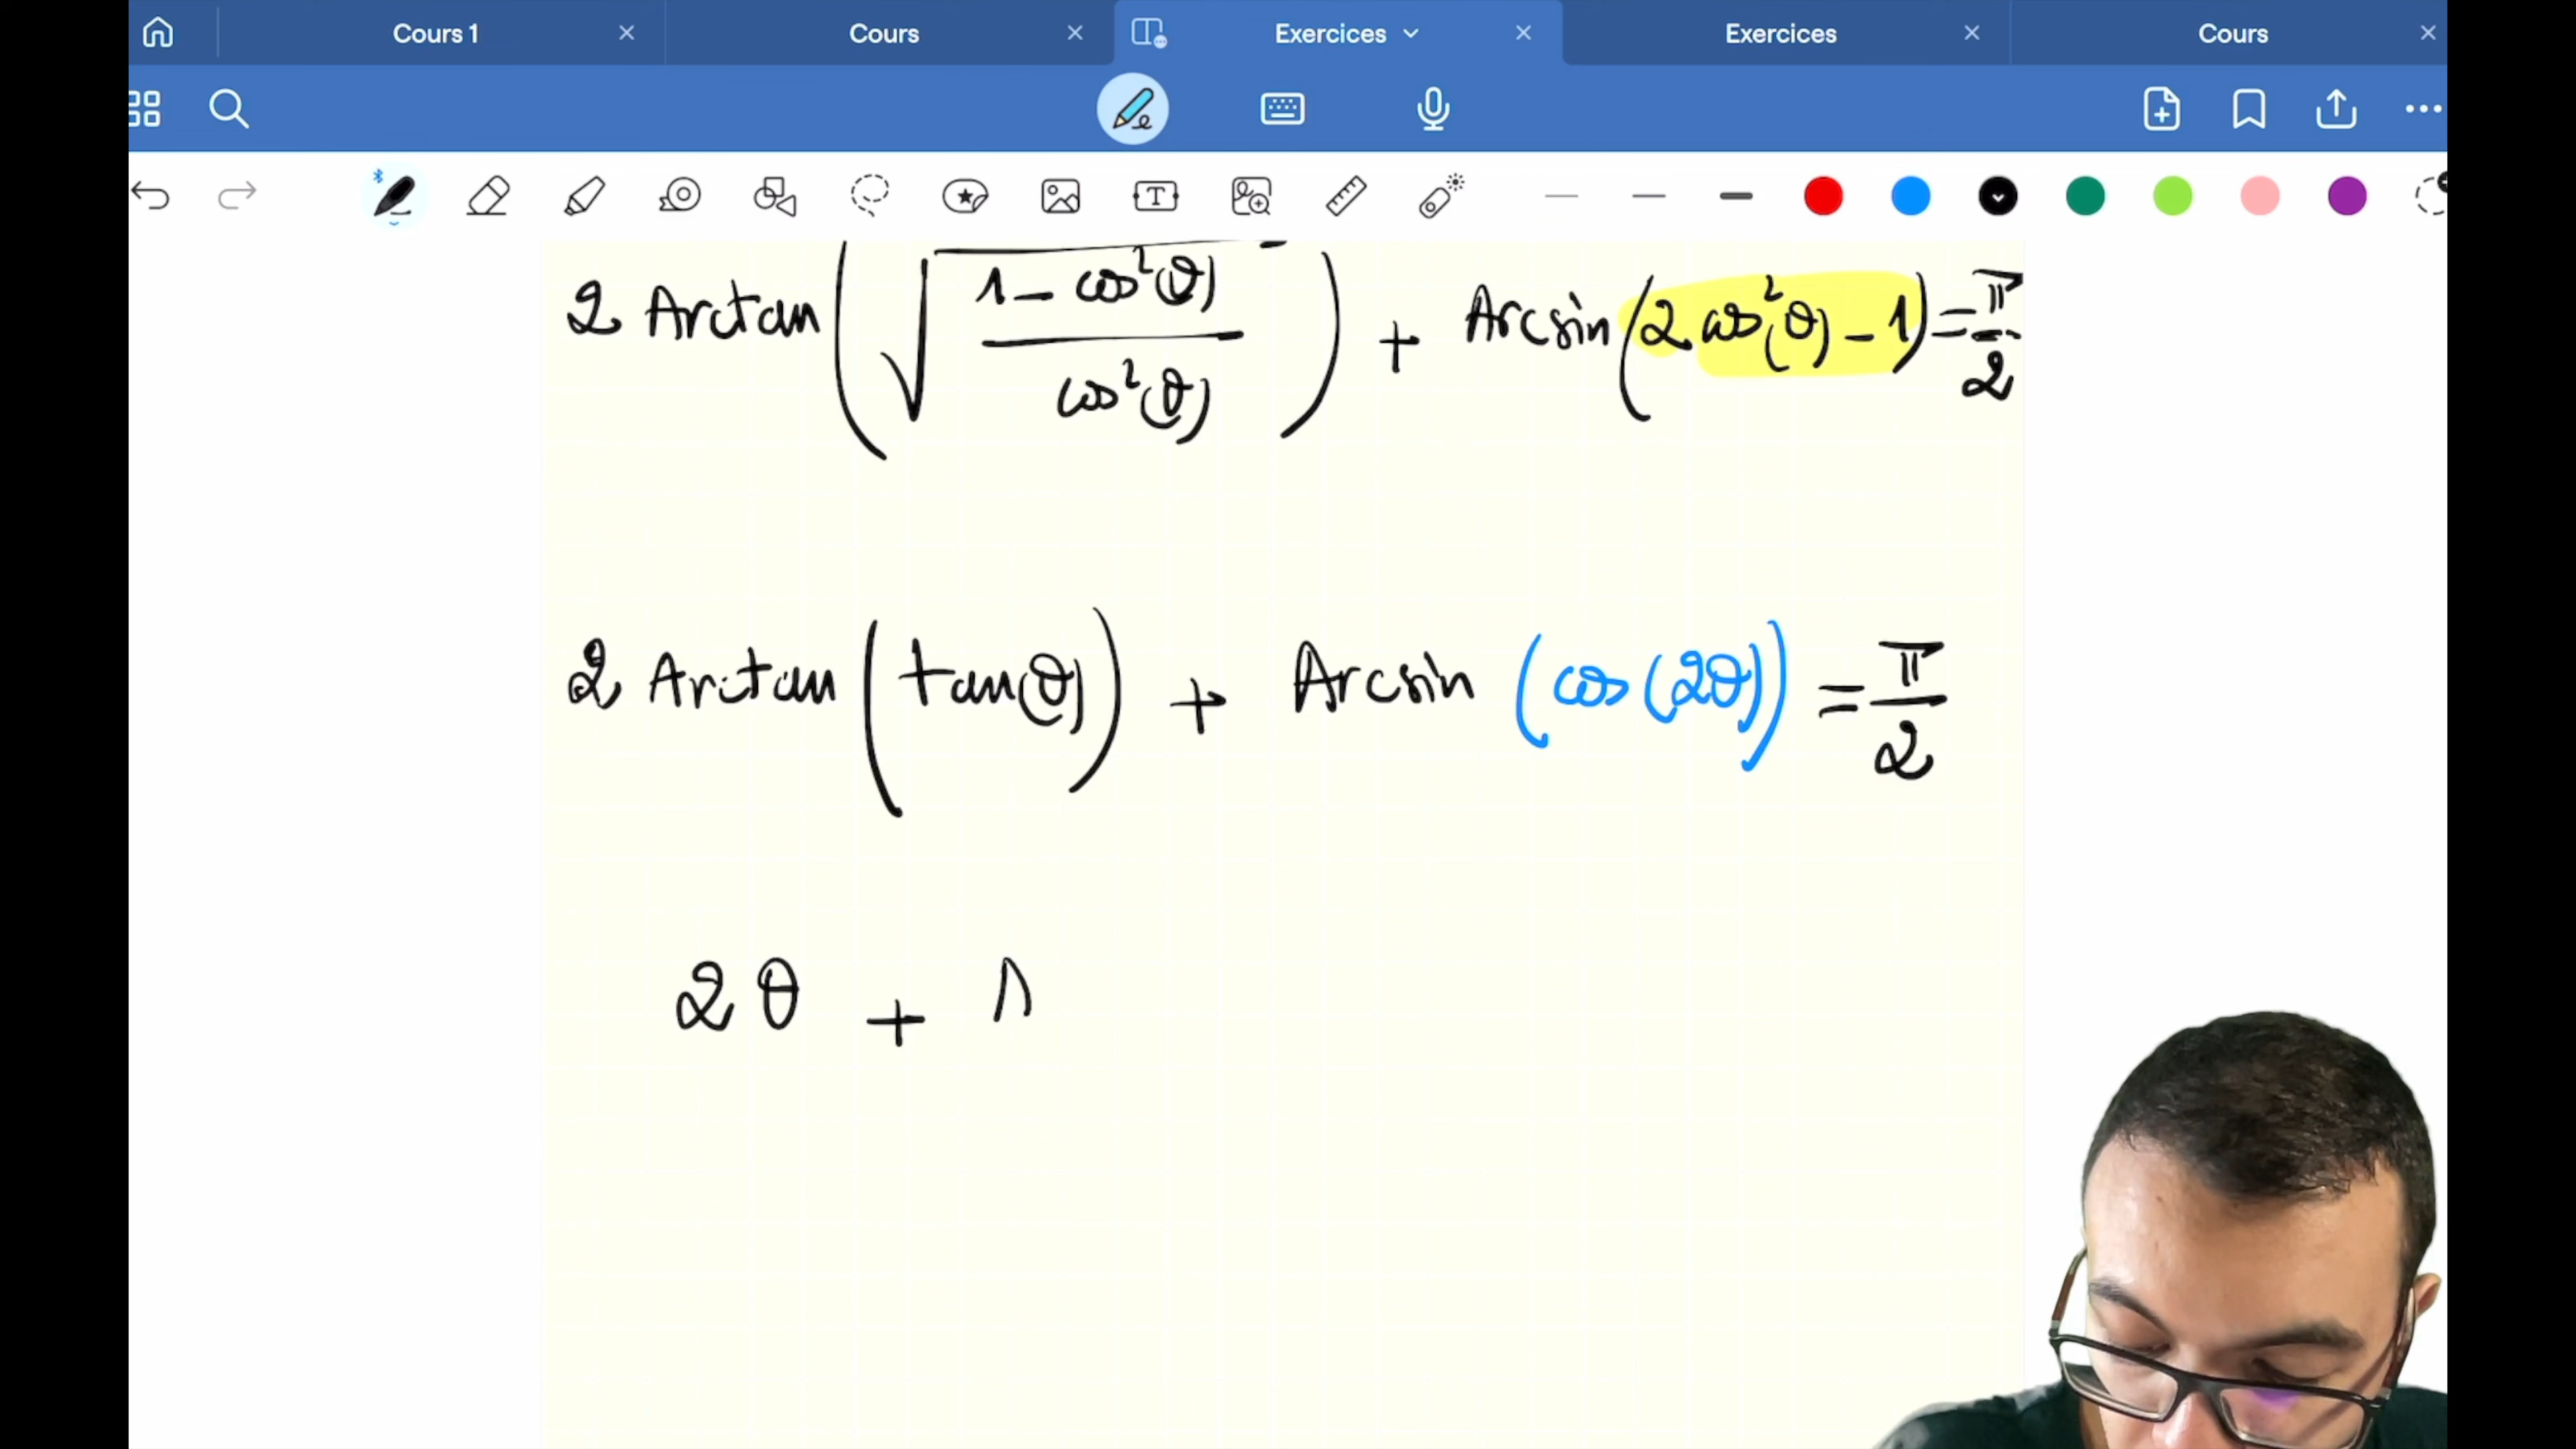 Cours 1 Cours Exercices Exercices Cours
2 Arctan(√((1 - cos²(θ))/(cos²(θ)))) + Arcsin(2cos²(θ) - 1) = π/2
2 Arctan(tan(θ)) + Arcsin(cos(2θ)) = π/2
2θ + A